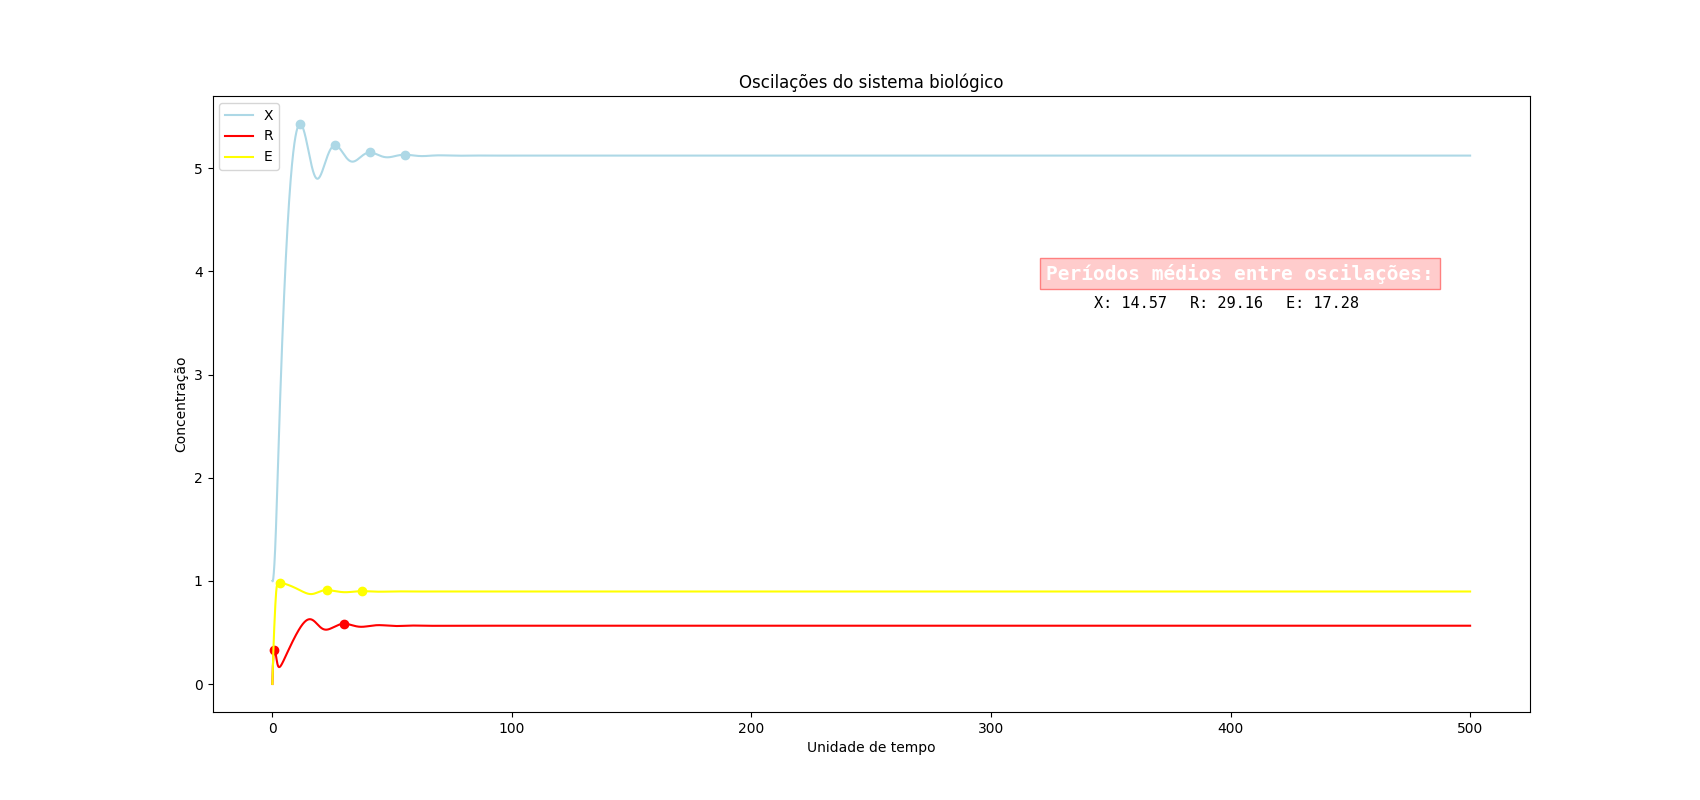 Oscilações do sistema biológico
X
R
E
Períodos médios entre oscilações:
X: 14.57 R: 29.16 E: 17.28
Concentração
5
4
3
2
1
0
0 100 200 300 400 500
Unidade de tempo